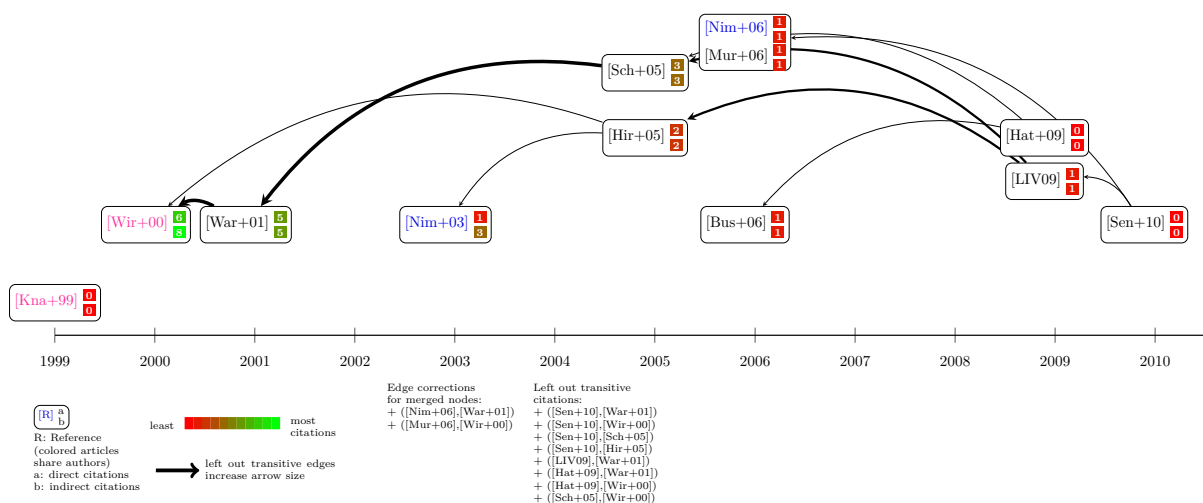 [Nim+06] 1
1
[Mur+06] 1
1
[Sch+05] 3
3
[Hir+05] 2
2
[Hat+09] 0
0
[LIV09] 1
1
[Wir+00] 6
8
[War+01] 5
5
[Nim+03] 1
3
[Bus+06] 1
1
[Sen+10] 0
0
[Kna+99] 0
0
1999 2000 2001 2002 2003 2004 2005 2006 2007 2008 2009 2010
[R] a
b
R: Reference
(colored articles
share authors)
a: direct citations
b: indirect citations
least
most
citations
left out transitive edges
increase arrow size
Edge corrections
for merged nodes:
+ ([Nim+06],[War+01])
+ ([Mur+06],[Wir+00])
Left out transitive
citations:
+ ([Sen+10],[War+01])
+ ([Sen+10],[Wir+00])
+ ([Sen+10],[Sch+05])
+ ([Sen+10],[Hir+05])
+ ([LIV09],[War+01])
+ ([Hat+09],[War+01])
+ ([Hat+09],[Wir+00])
+ ([Sch+05],[Wir+00])